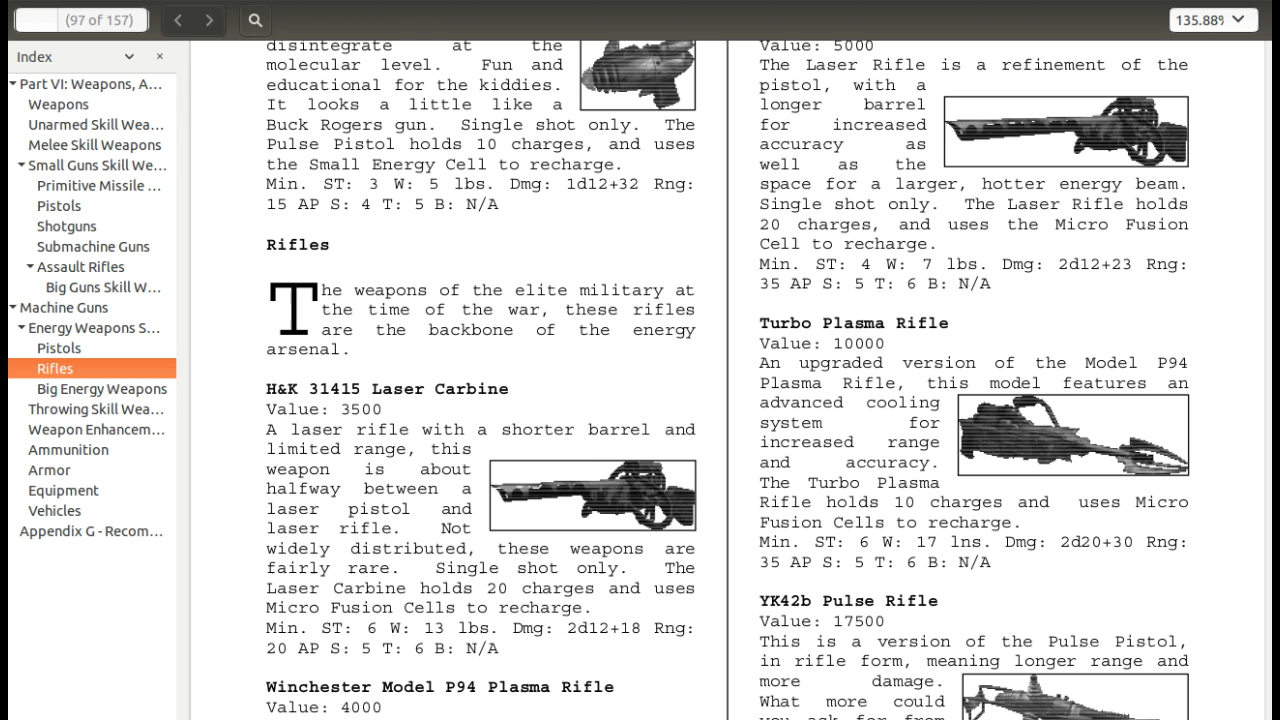 (97 of 157)
135.88%
Index
Part VI: Weapons, A...
Weapons
Unarmed Skill Wea...
Melee Skill Weapons
Small Guns Skill We...
Primitive Missile ...
Pistols
Shotguns
Submachine Guns
Assault Rifles
Big Guns Skill W...
Machine Guns
Energy Weapons S...
Pistols
Rifles
Big Energy Weapons
Throwing Skill Wea...
Weapon Enhancem...
Ammunition
Armor
Equipment
Vehicles
Appendix G - Recom...
disintegrate at the
molecular level. Fun and
educational for the kiddies.
It looks a little like a
Buck Rogers gun. Single shot only. The
Pulse Pistol holds 10 charges, and uses
the Small Energy Cell to recharge.
Min. ST: 3 W: 5 lbs. Dmg: 1d12+32 Rng:
15 AP S: 4 T: 5 B: N/A
Rifles
The weapons of the elite military at
the time of the war, these rifles
are the backbone of the energy
arsenal.
H&K 31415 Laser Carbine
Value: 3500
A laser rifle with a shorter barrel and
limited range, this
weapon is about
halfway between a
laser pistol and
laser rifle. Not
widely distributed, these weapons are
fairly rare. Single shot only. The
Laser Carbine holds 20 charges and uses
Micro Fusion Cells to recharge.
Min. ST: 6 W: 13 lbs. Dmg: 2d12+18 Rng:
20 AP S: 5 T: 6 B: N/A
Winchester Model P94 Plasma Rifle
Value: 4000
Value: 5000
The Laser Rifle is a refinement of the
pistol, with a
longer barrel
for increased
accuracy as
well as the
space for a larger, hotter energy beam.
Single shot only. The Laser Rifle holds
20 charges, and uses the Micro Fusion
Cell to recharge.
Min. ST: 4 W: 7 lbs. Dmg: 2d12+23 Rng:
35 AP S: 5 T: 6 B: N/A
Turbo Plasma Rifle
Value: 10000
An upgraded version of the Model P94
Plasma Rifle, this model features an
advanced cooling
system for
increased range
and accuracy.
The Turbo Plasma
Rifle holds 10 charges and uses Micro
Fusion Cells to recharge.
Min. ST: 6 W: 17 lns. Dmg: 2d20+30 Rng:
35 AP S: 5 T: 6 B: N/A
YK42b Pulse Rifle
Value: 17500
This is a version of the Pulse Pistol,
in rifle form, meaning longer range and
more damage.
What more could
you ask for from